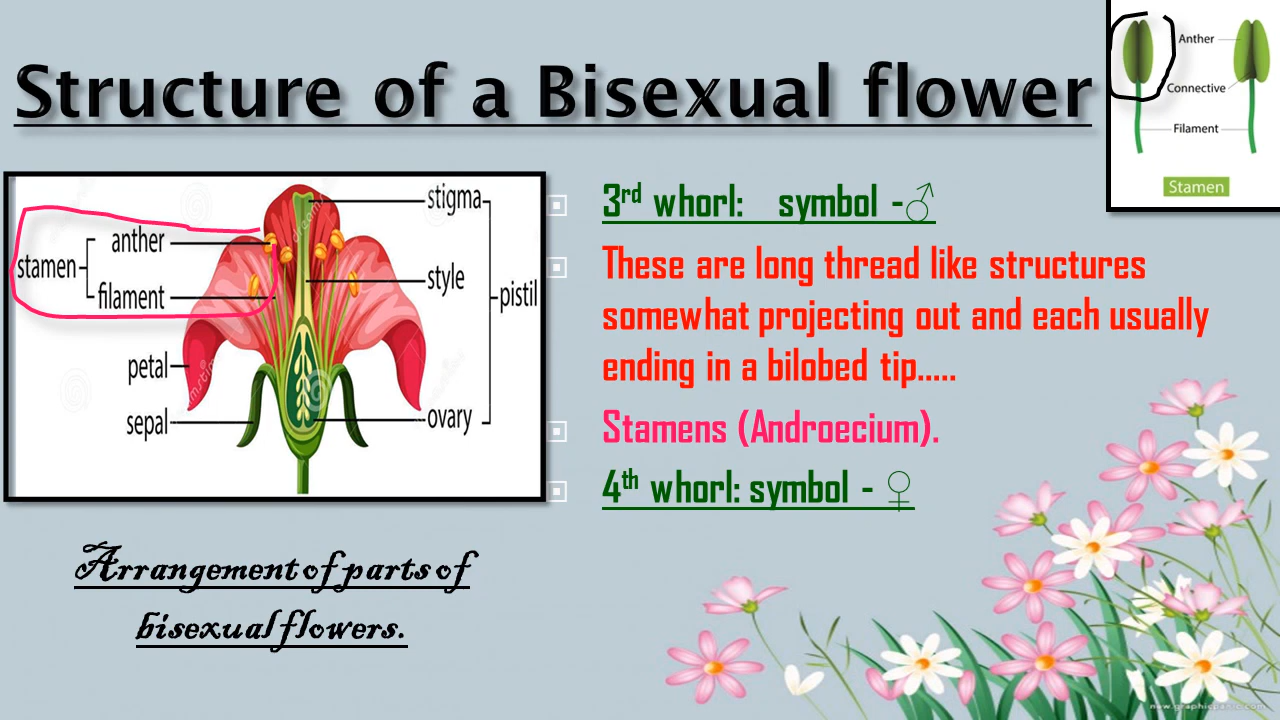 Structure of a Bisexual flower
Anther
Connective
Filament
Stamen
stigma
anther
stamen
filament
style
pistil
petal
sepal
ovary
3rd whorl: symbol -♂
These are long thread like structures
somewhat projecting out and each usually
ending in a bilobed tip.....
Stamens (Androecium).
4th whorl: symbol - ♀
Arrangement of parts of
bisexual flowers.